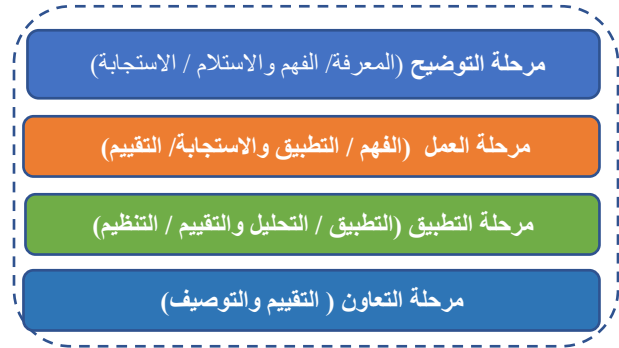 مرحلة التوضيح (المعرفة/ الفهم والاستلام / الاستجابة)
مرحلة العمل (الفهم / التطبيق والاستجابة/ التقييم)
مرحلة التطبيق (التطبيق / التحليل والتقييم / التنظيم)
مرحلة التعاون ( التقييم والتوصيف)